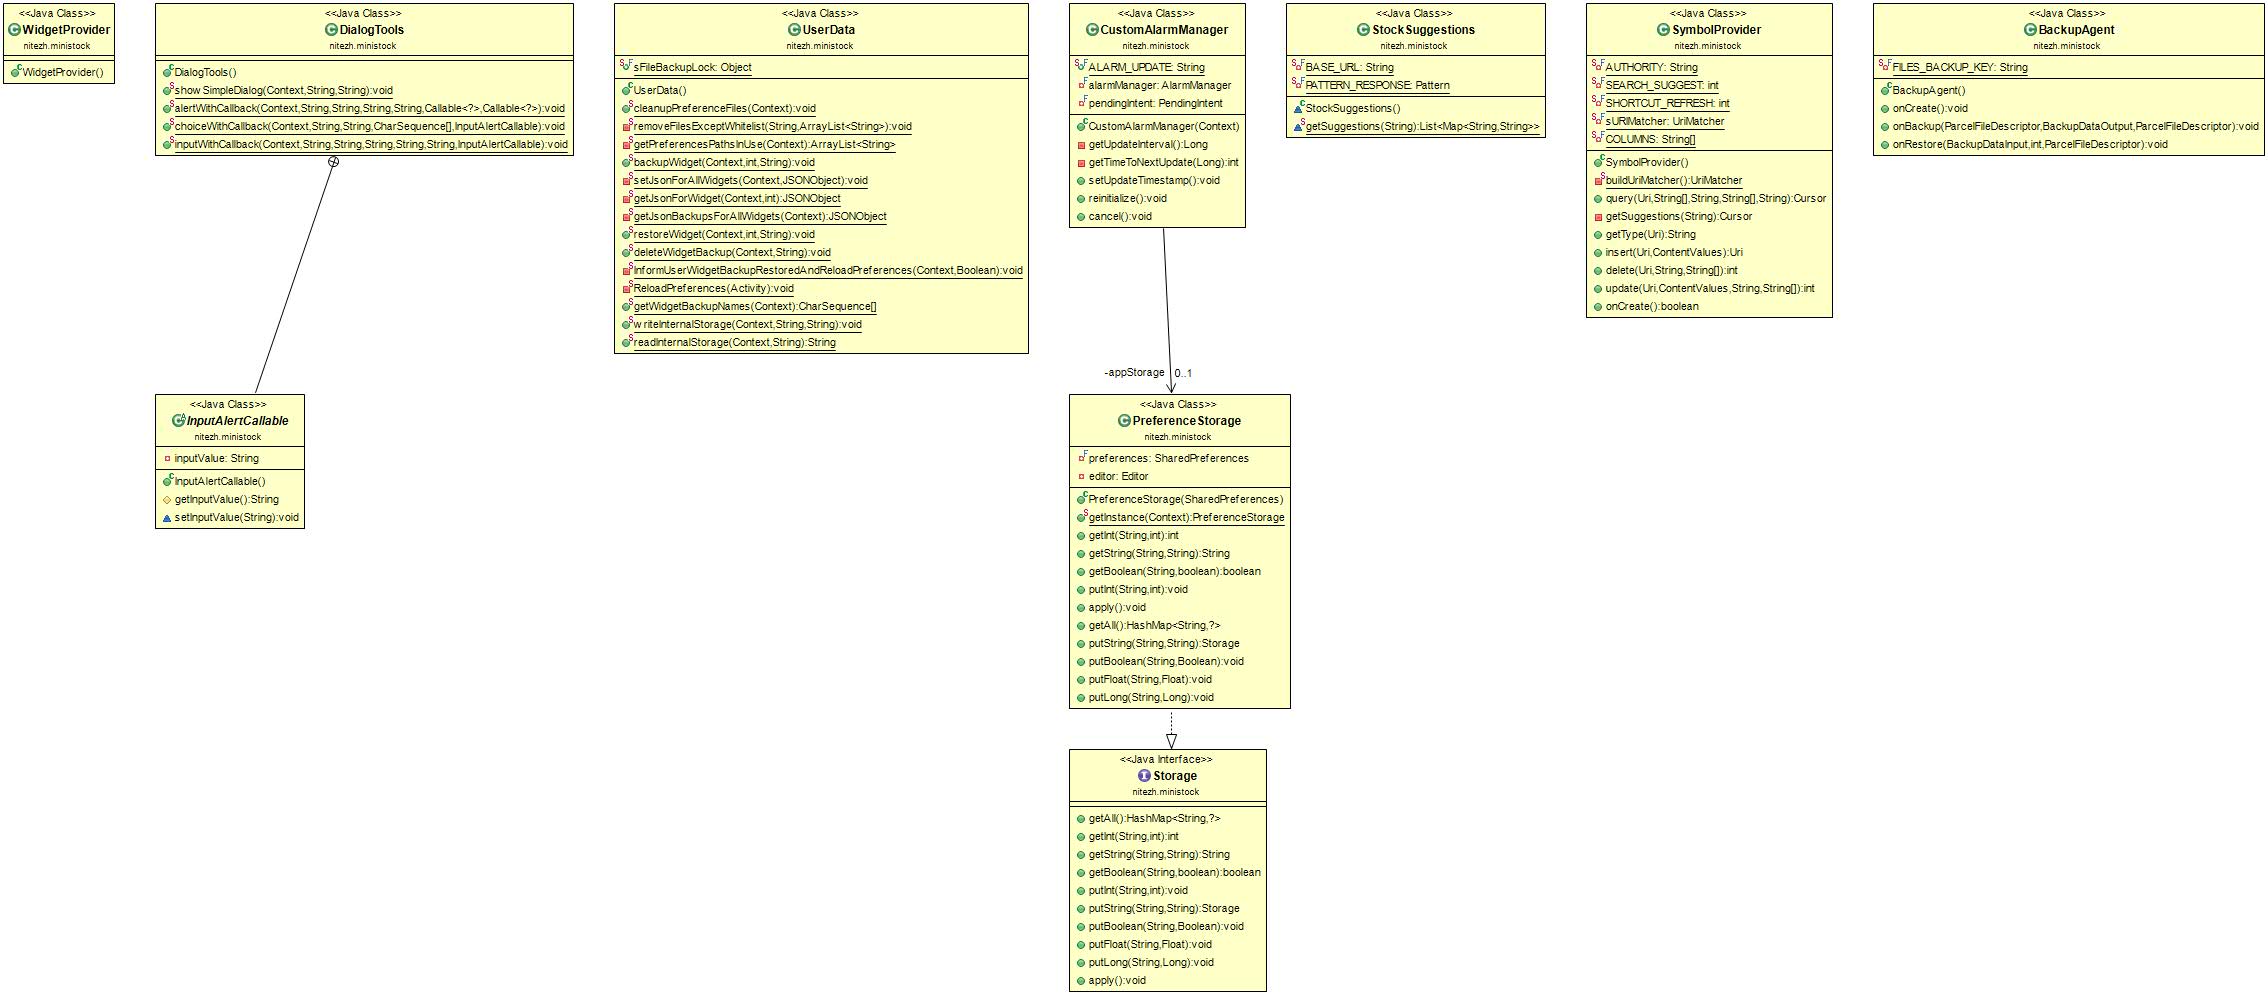 <<Java Class>>
WidgetProvider
nitezh.ministock
WidgetProvider()
<<Java Class>>
DialogTools
nitezh.ministock
DialogTools()
showSimpleDialog(Context,String,String):void
alertWithCallback(Context,String,String,String,String,Callable<?>,Callable<?>):void
choiceWithCallback(Context,String,String,CharSequence[],InputAlertCallable):void
inputWithCallback(Context,String,String,String,String,String,InputAlertCallable):void
<<Java Class>>
InputAlertCallable
nitezh.ministock
inputValue: String
InputAlertCallable()
getInputValue():String
setInputValue(String):void
<<Java Class>>
UserData
nitezh.ministock
sFileBackupLock: Object
UserData()
cleanupPreferenceFiles(Context):void
removeFilesExceptWhitelist(String,ArrayList<String>):void
getPreferencesPathsInUse(Context):ArrayList<String>
backupWidget(Context,int,String):void
setJsonForAllWidgets(Context,JSONObject):void
getJsonForWidget(Context,int):JSONObject
getJsonBackupsForAllWidgets(Context):JSONObject
restoreWidget(Context,int,String):void
deleteWidgetBackup(Context,String):void
InformUserWidgetBackupRestoredAndReloadPreferences(Context,Boolean):void
ReloadPreferences(Activity):void
getWidgetBackupNames(Context):CharSequence[]
writeInternalStorage(Context,String,String):void
readInternalStorage(Context,String):String
<<Java Class>>
CustomAlarmManager
nitezh.ministock
ALARM_UPDATE: String
alarmManager: AlarmManager
pendingIntent: PendingIntent
CustomAlarmManager(Context)
getUpdateInterval():Long
getTimeToNextUpdate(Long):int
setUpdateTimestamp():void
reinitialize():void
cancel():void
-appStorage 0..1
<<Java Class>>
PreferenceStorage
nitezh.ministock
preferences: SharedPreferences
editor: Editor
PreferenceStorage(SharedPreferences)
getInstance(Context):PreferenceStorage
getInt(String,int):int
getString(String,String):String
getBoolean(String,boolean):boolean
putInt(String,int):void
apply():void
getAll():HashMap<String,?>
putString(String,String):Storage
putBoolean(String,Boolean):void
putFloat(String,Float):void
putLong(String,Long):void
<<Java Interface>>
Storage
nitezh.ministock
getAll():HashMap<String,?>
getInt(String,int):int
getString(String,String):String
getBoolean(String,boolean):boolean
putInt(String,int):void
putString(String,String):Storage
putBoolean(String,Boolean):void
putFloat(String,Float):void
putLong(String,Long):void
apply():void
<<Java Class>>
StockSuggestions
nitezh.ministock
BASE_URL: String
PATTERN_RESPONSE: Pattern
StockSuggestions()
getSuggestions(String):List<Map<String,String>>
<<Java Class>>
SymbolProvider
nitezh.ministock
AUTHORITY: String
SEARCH_SUGGEST: int
SHORTCUT_REFRESH: int
sURIMatcher: UriMatcher
COLUMNS: String[]
SymbolProvider()
buildUriMatcher():UriMatcher
query(Uri,String[],String,String[],String):Cursor
getSuggestions(String):Cursor
getType(Uri):String
insert(Uri,ContentValues):Uri
delete(Uri,String,String[]):int
update(Uri,ContentValues,String,String[]):int
onCreate():boolean
<<Java Class>>
BackupAgent
nitezh.ministock
FILES_BACKUP_KEY: String
BackupAgent()
onCreate():void
onBackup(ParcelFileDescriptor,BackupDataOutput,ParcelFileDescriptor):void
onRestore(BackupDataInput,int,ParcelFileDescriptor):void